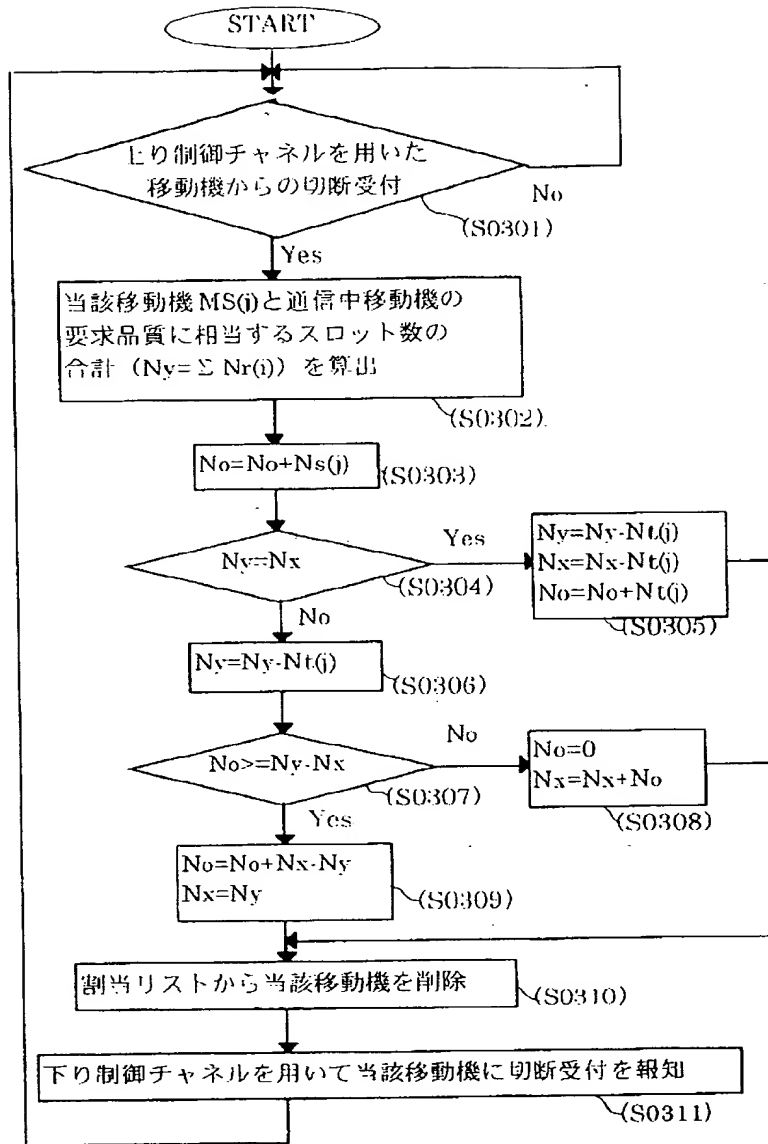 START
上り制御チャネルを用いた
移動機からの切断受付
No
(S0301)
Yes
当該移動機 MS(j)と通信中移動機の
要求品質に相当するスロット数の
合計（Ny=Σ Nr(i)）を算出
(S0302)
No=No+Ns(j)
(S0303)
Ny=Nx
Yes
(S0304)
Ny=Ny-Nt(j)
Nx=Nx-Nt(j)
No=No+Nt(j)
(S0305)
No
Ny=Ny-Nt(j)
(S0306)
No>=Ny-Nx
No
(S0307)
No=0
Nx=Nx+No
(S0308)
Yes
No=No+Nx-Ny
Nx=Ny
(S0309)
割当リストから当該移動機を削除
(S0310)
下り制御チャネルを用いて当該移動機に切断受付を報知
(S0311)